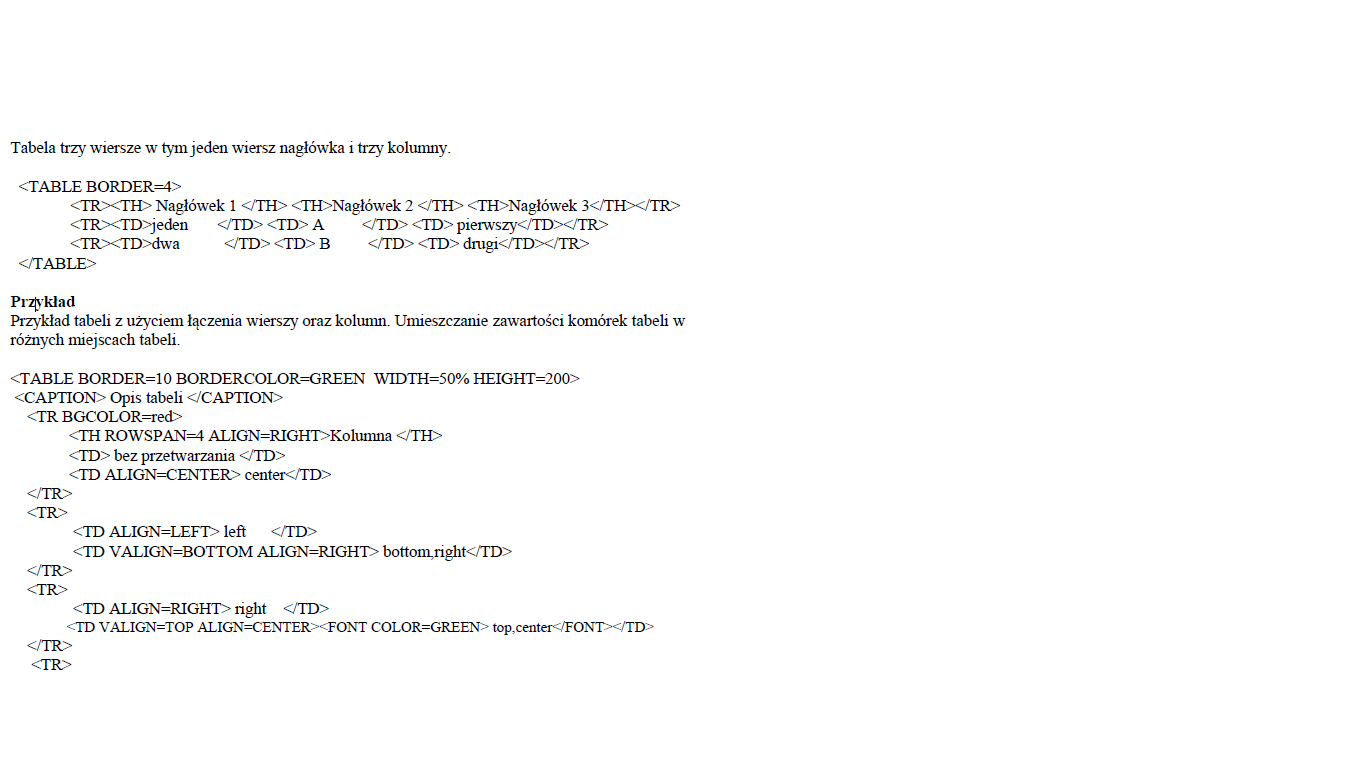 Tabela trzy wiersze w tym jeden wiersz nagłówka i trzy kolumny.
<TABLE BORDER=4>
<TR><TH> Nagłówek 1 </TH> <TH>Nagłówek 2 </TH> <TH>Nagłówek 3</TH></TR>
<TR><TD>jeden </TD> <TD> A </TD> <TD> pierwszy</TD></TR>
<TR><TD>dwa </TD> <TD> B </TD> <TD> drugi</TD></TR>
</TABLE>
Przykład
Przykład tabeli z użyciem łączenia wierszy oraz kolumn. Umieszczanie zawartości komórek tabeli w
różnych miejscach tabeli.
<TABLE BORDER=10 BORDERCOLOR=GREEN WIDTH=50% HEIGHT=200>
<CAPTION> Opis tabeli </CAPTION>
<TR BGCOLOR=red>
<TH ROWSPAN=4 ALIGN=RIGHT>Kolumna </TH>
<TD> bez przetwarzania </TD>
<TD ALIGN=CENTER> center</TD>
</TR>
<TR>
<TD ALIGN=LEFT> left </TD>
<TD VALIGN=BOTTOM ALIGN=RIGHT> bottom,right</TD>
</TR>
<TR>
<TD ALIGN=RIGHT> right </TD>
<TD VALIGN=TOP ALIGN=CENTER><FONT COLOR=GREEN> top,center</FONT></TD>
</TR>
<TR>